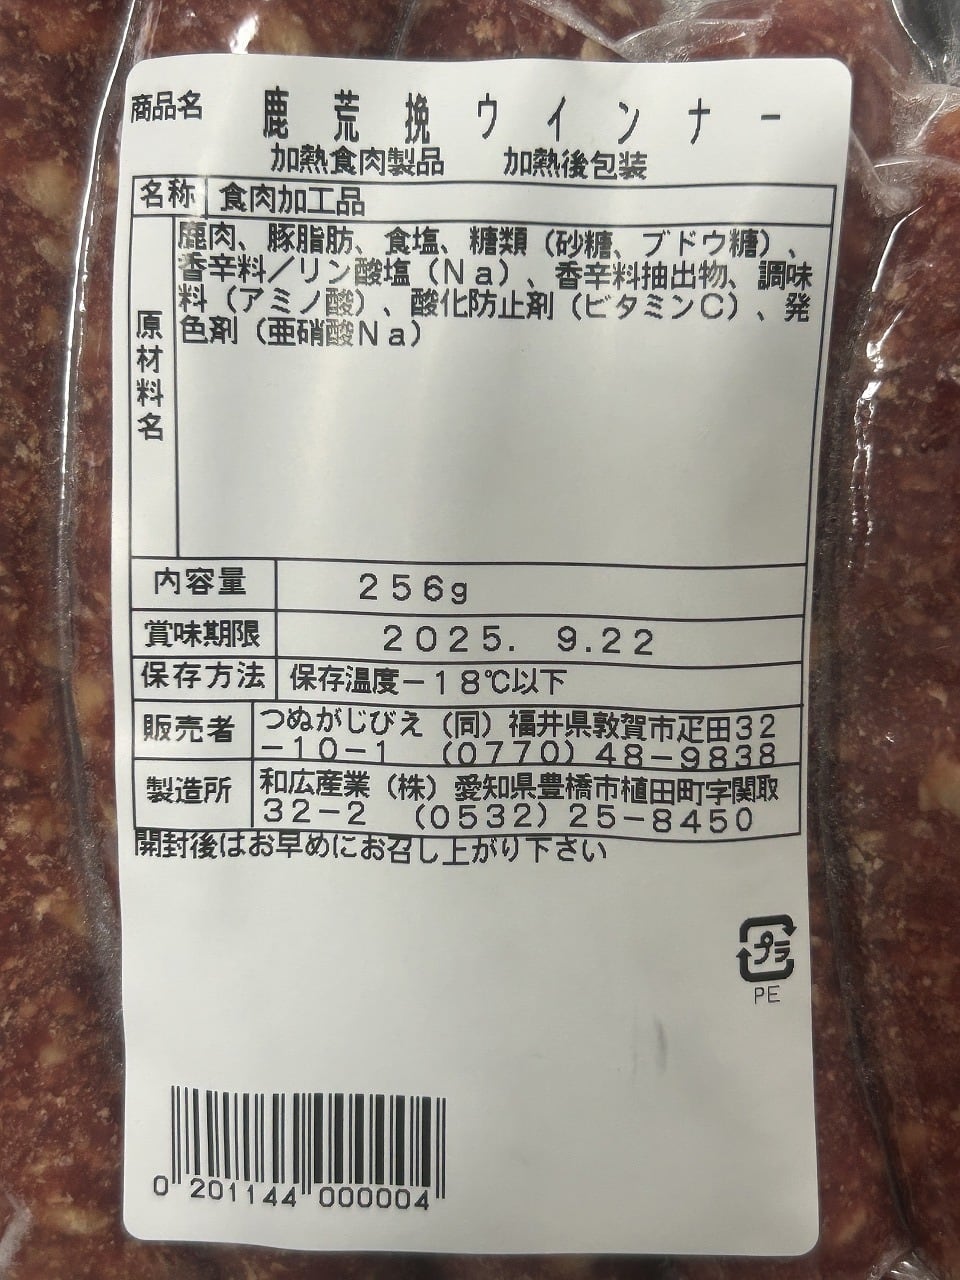 商品名 鹿荒挽ウインナー
加熱食肉製品 加熱後包装
名称 食肉加工品
原材料名 鹿肉、豚脂肪、食塩、糖類（砂糖、ブドウ糖）、
香辛料／リン酸塩（Ｎａ）、香辛料抽出物、調味
料（アミノ酸）、酸化防止剤（ビタミンＣ）、発
色剤（亜硝酸Ｎａ）
内容量 256g
賞味期限 2025. 9.22
保存方法 保存温度－18℃以下
販売者 つぬがじびえ（同）福井県敦賀市疋田32
－10－1 （0770）48－9838
製造所 和広産業（株）愛知県豊橋市植田町字関取
32－2 （0532）25－8450
開封後はお早めにお召し上がり下さい
プラ
PE
0 201144 000004